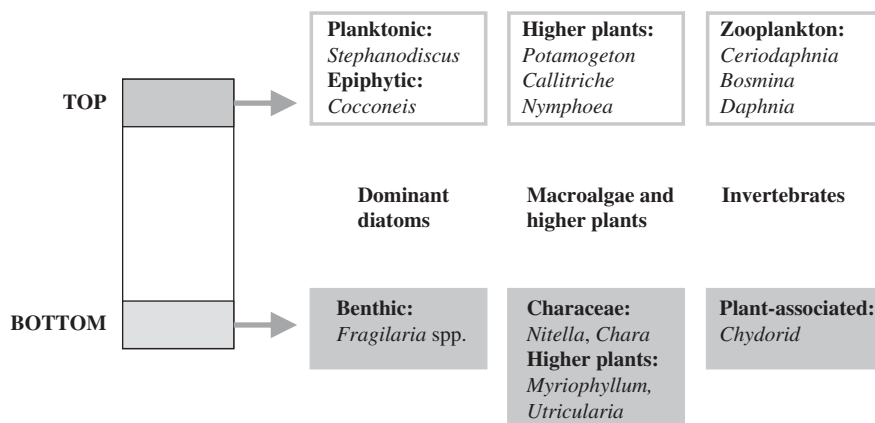 TOP
Planktonic:
Stephanodiscus
Epiphytic:
Cocconeis
Higher plants:
Potamogeton
Callitriche
Nymphoea
Zooplankton:
Ceriodaphnia
Bosmina
Daphnia
Dominant
diatoms
Macroalgae and
higher plants
Invertebrates
BOTTOM
Benthic:
Fragilaria spp.
Characeae:
Nitella, Chara
Higher plants:
Myriophyllum,
Utricularia
Plant-associated:
Chydorid